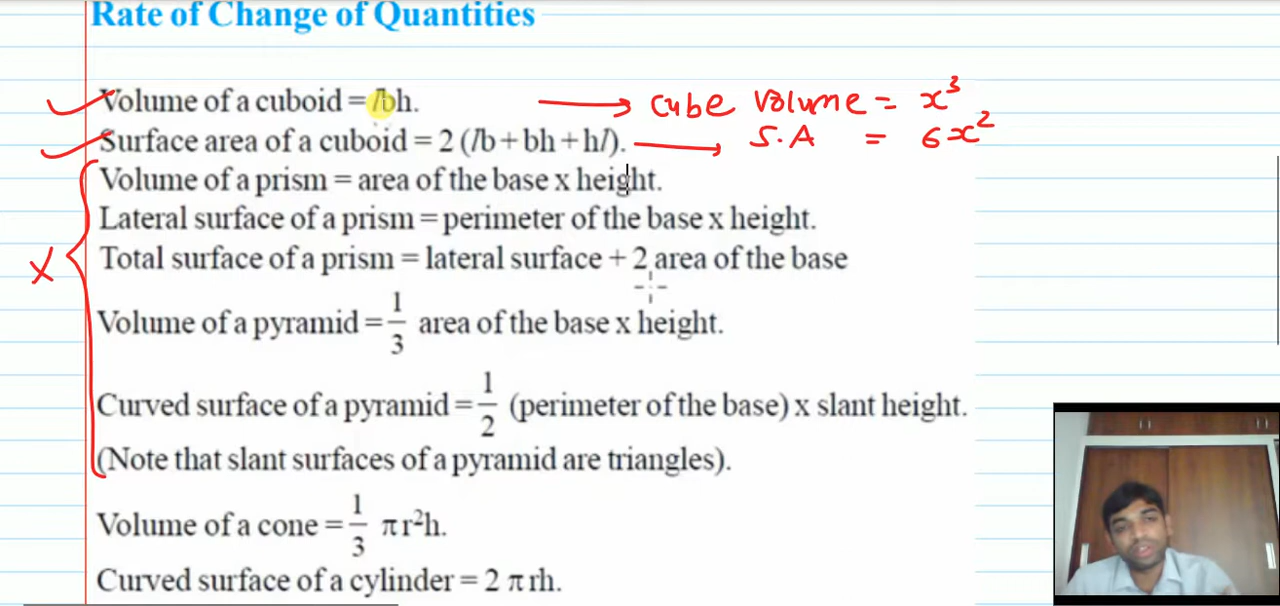 Rate of Change of Quantities
Volume of a cuboid = lbh. → cube volume = x³
Surface area of a cuboid = 2 (lb + bh + hl). → S.A = 6x²
Volume of a prism = area of the base x height.
Lateral surface of a prism = perimeter of the base x height.
X Total surface of a prism = lateral surface + 2 area of the base
Volume of a pyramid = 1/3 area of the base x height.
Curved surface of a pyramid = 1/2 (perimeter of the base) x slant height.
(Note that slant surfaces of a pyramid are triangles).
Volume of a cone = 1/3 πr²h.
Curved surface of a cylinder = 2 πrh.